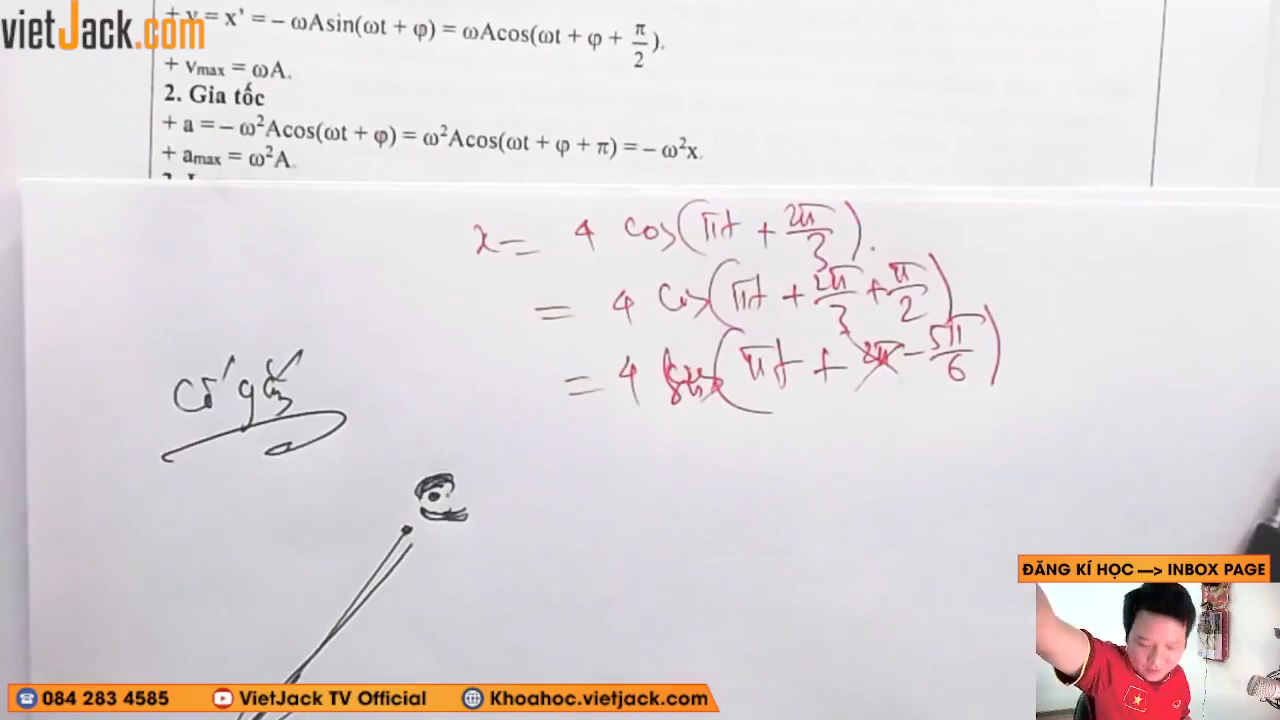 vietJack.com
+ v = x' = – ωAsin(ωt + φ) = ωAcos(ωt + φ + π/2).
+ vmax = ωA.
2. Gia tốc
+ a = – ω²Acos(ωt + φ) = ω²Acos(ωt + φ + π) = – ω²x.
+ amax = ω²A.
x = 4 cos(πt + 2π/3).
= 4 cos(πt + 2π/3 + π/2)
= 4 (πt + – 5π/6)
cố gắng
ĐĂNG KÍ HỌC —> INBOX PAGE
084 283 4585 VietJack TV Official Khoahoc.vietjack.com